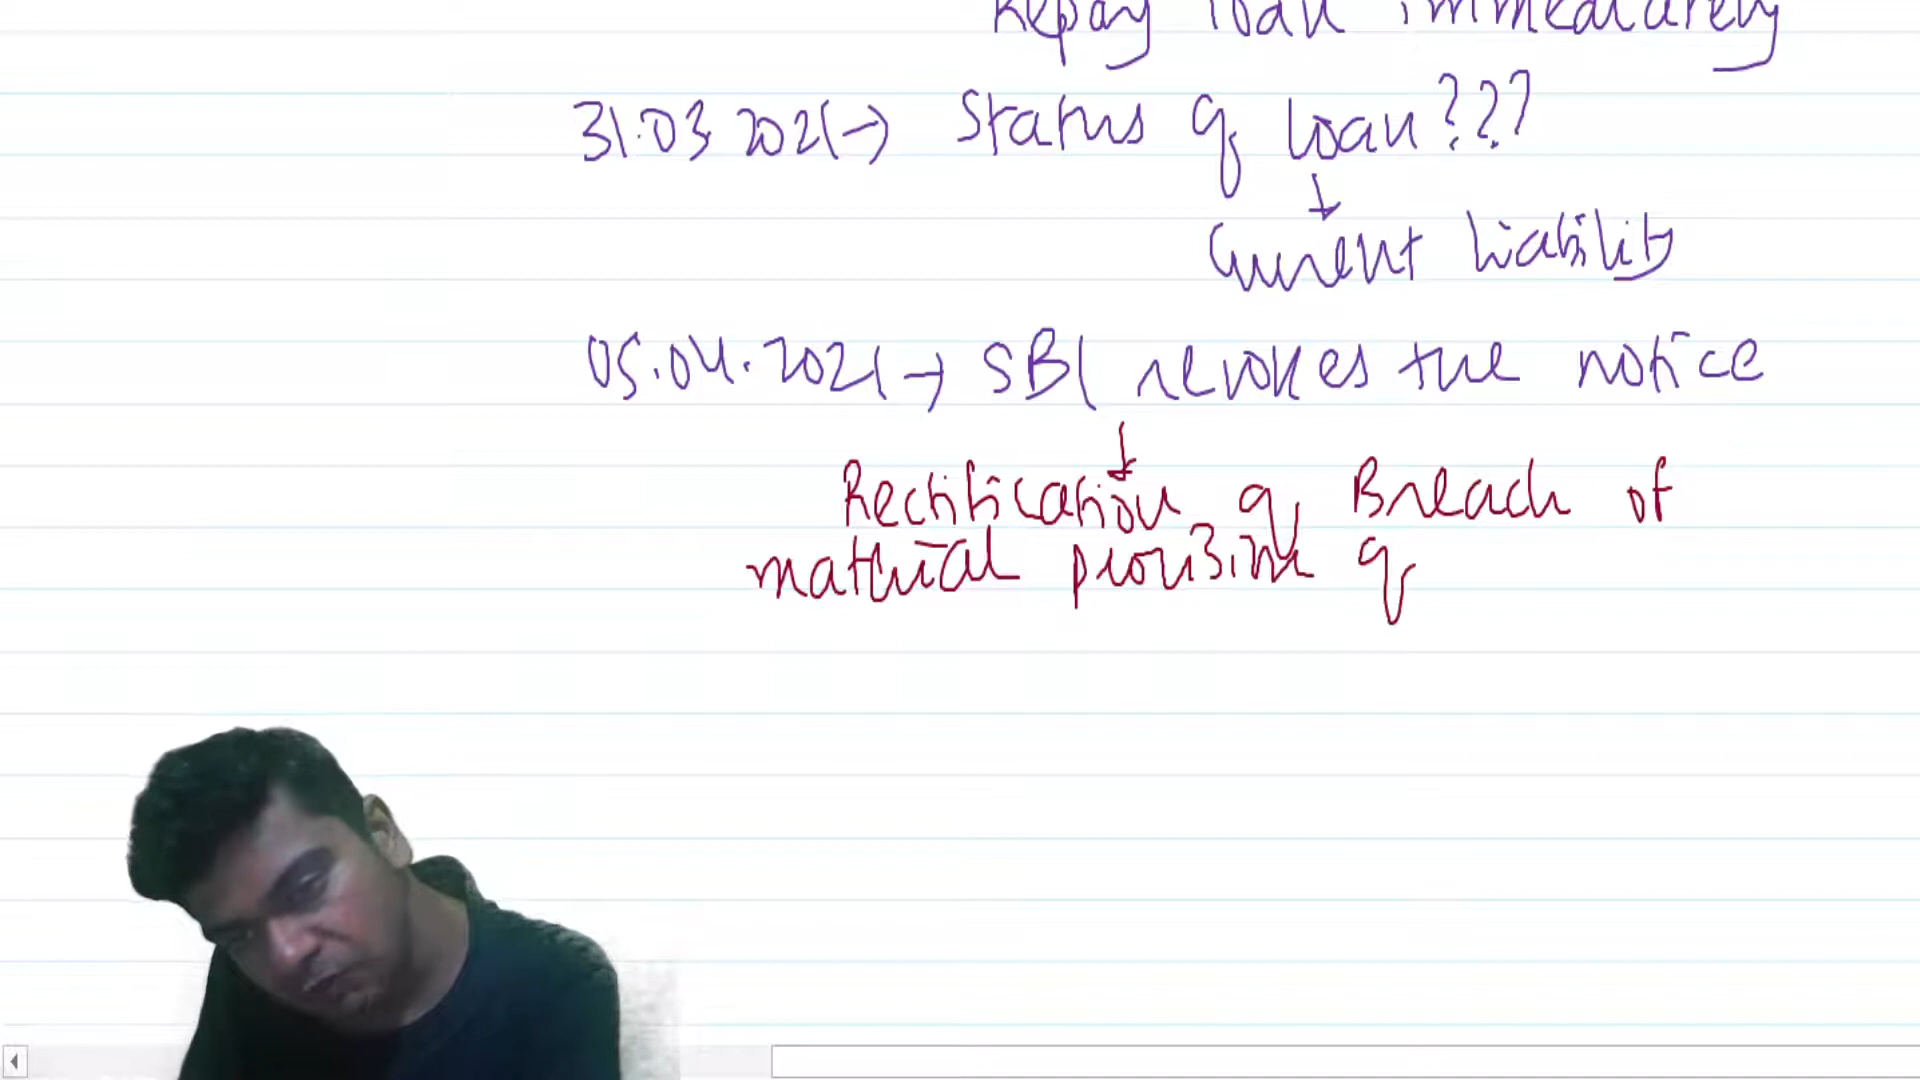 Repay loan immediately
31.03.2021→ Status of loan???
↓
Current Liability
05.04.2021→ SBI revokes the notice
↓
Rectification of Breach of
material provision of